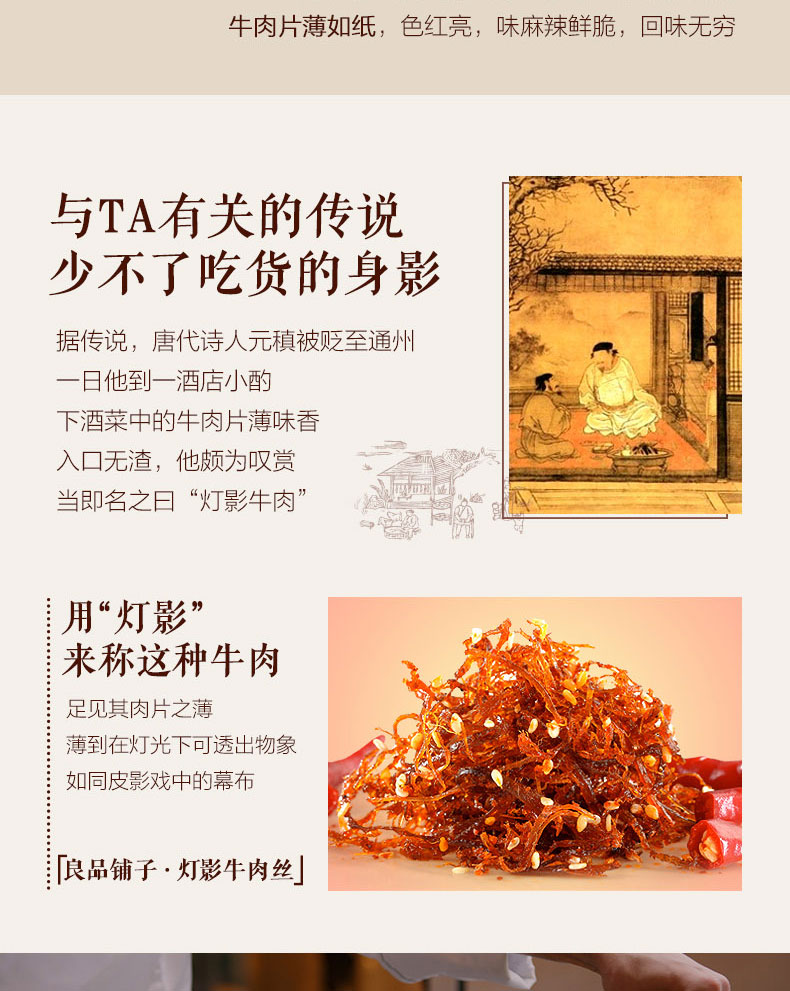 牛肉片薄如纸，色红亮，味麻辣鲜脆，回味无穷
与TA有关的传说
少不了吃货的身影
据传说，唐代诗人元稹被贬至通州
一日他到一酒店小酌
下酒菜中的牛肉片薄味香
入口无渣，他颇为叹赏
当即名之曰“灯影牛肉”
用“灯影”
来称这种牛肉
足见其肉片之薄
薄到在灯光下可透出物象
如同皮影戏中的幕布
「良品铺子·灯影牛肉丝」